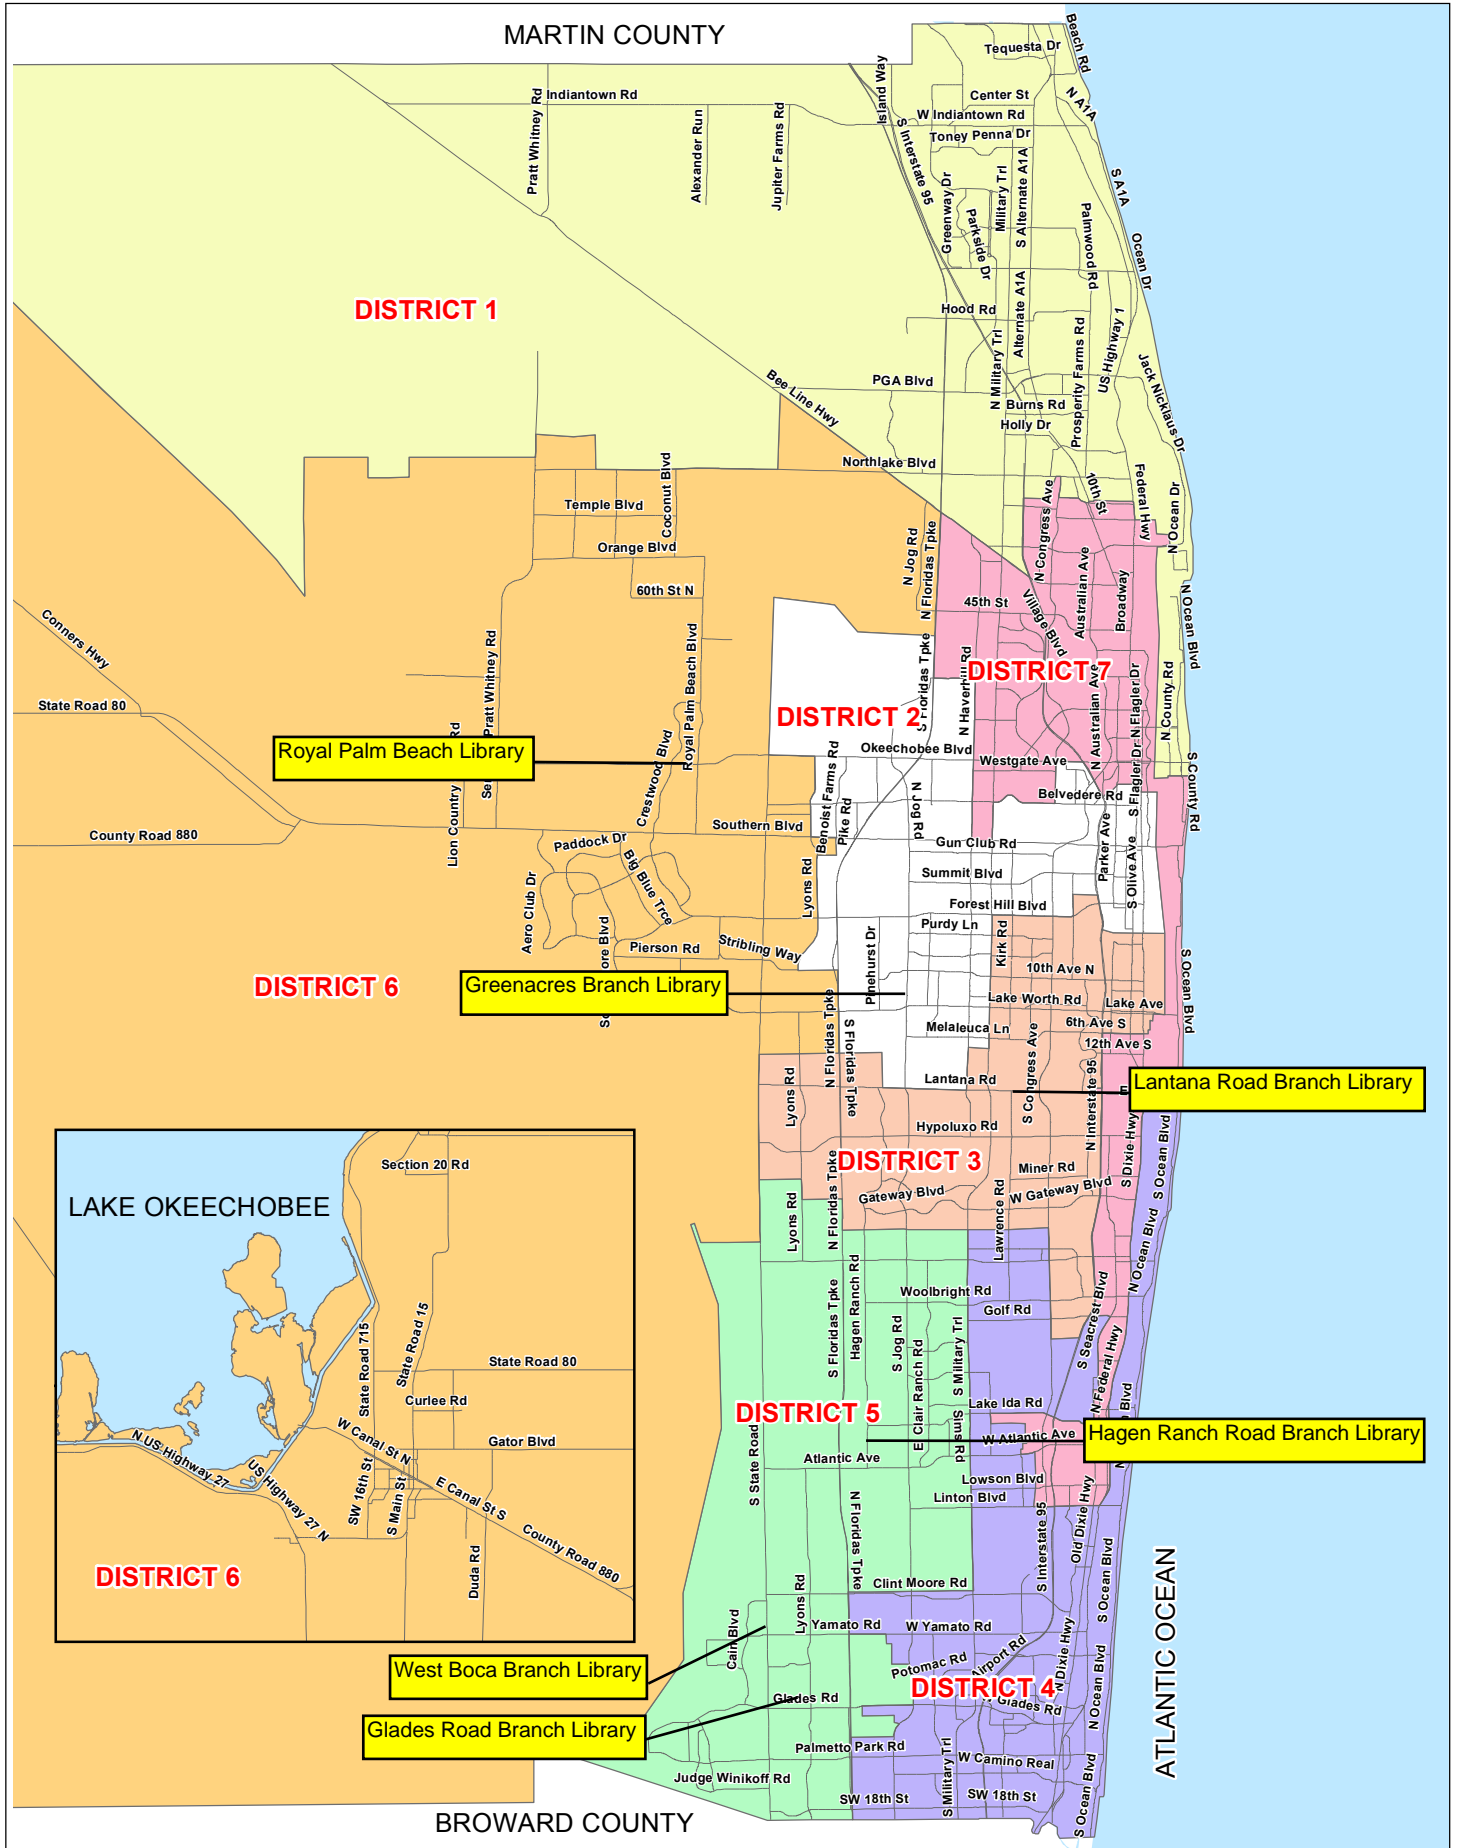 MARTIN COUNTY
Beach Rd
Tequesta Dr
Island Way
Pratt Whitney Rd
Indiantown Rd
Center St
N A1A
Alexander Run
Jupiter Farms Rd
W Indiantown Rd
S Interstate 95
Toney Penna Dr
Military Trl
S Alternate A1A
S A1A
Greenway Dr
Parkside Dr
Palmwood Rd
Ocean Dr
DISTRICT 1
Hood Rd
Alternate A1A
N Military Trl
Prosperity Farms Rd
US Highway 1
Jack Nicklaus Dr
PGA Blvd
Bee Line Hwy
Burns Rd
Holly Dr
Northlake Blvd
Coconut Blvd
10th St
Federal Hwy
N Ocean Dr
Temple Blvd
N Congress Ave
Orange Blvd
N Jog Rd
N Floridas Tpke
Australian Ave
Broadway
60th St N
45th St
Village Blvd
N Ocean Blvd
Conners Hwy
Pratt Whitney Rd
Royal Palm Beach Blvd
S Floridas Tpke
N Haverhill Rd
DISTRICT 7
N Australian Ave
N Flagler Dr
N County Rd
State Road 80
DISTRICT 2
Royal Palm Beach Library
Okeechobee Blvd
Westgate Ave
Crestwood Blvd
Benoist Farms Rd
Pike Rd
N Jog Rd
Belvedere Rd
S Flagler Dr
S County Rd
Lion Country
Rd
County Road 880
Southern Blvd
Paddock Dr
Big Blue Trce
Gun Club Rd
Parker Ave
S Olive Ave
Aero Club Dr
Lyons Rd
Summit Blvd
Forest Hill Blvd
Purdy Ln
Kirk Rd
Pierson Rd
Stribling Way
Pinehurst Dr
10th Ave N
S Ocean Blvd
DISTRICT 6
Greenacres Branch Library
Lake Worth Rd
Lake Ave
N Floridas Tpke
S Floridas Tpke
Melaleuca Ln
6th Ave S
12th Ave S
S Congress Ave
N Interstate 95
Lyons Rd
Lantana Rd
Lantana Road Branch Library
Hypoluxo Rd
S Dixie Hwy
S Ocean Blvd
DISTRICT 3
Miner Rd
N Floridas Tpke
Gateway Blvd
W Gateway Blvd
Lyons Rd
Lawrence Rd
N Ocean Blvd
Hagen Ranch Rd
Woolbright Rd
Golf Rd
S Floridas Tpke
S Jog Rd
E Clair Ranch Rd
S Military Trl
S Seacrest Blvd
N Federal Hwy
Lake Ida Rd
DISTRICT 5
Sims Rd
W Atlantic Ave
Hagen Ranch Road Branch Library
S State Road
Atlantic Ave
Lowson Blvd
Linton Blvd
N Floridas Tpke
S Interstate 95
Old Dixie Hwy
S Ocean Blvd
Clint Moore Rd
Lyons Rd
Yamato Rd
W Yamato Rd
Cain Blvd
Potomac Rd
Airport Rd
N Dixie Hwy
N Ocean Blvd
West Boca Branch Library
DISTRICT 4
Glades Rd
W Glades Rd
Glades Road Branch Library
Palmetto Park Rd
W Camino Real
S Military Trl
Judge Winikoff Rd
SW 18th St
SW 18th St
S Ocean Blvd
ATLANTIC OCEAN
BROWARD COUNTY
LAKE OKEECHOBEE
Section 20 Rd
State Road 715
State Road 15
State Road 80
Curlee Rd
W Canal St N
Gator Blvd
N US Highway 27
US Highway 27 N
SW 16th St
S Main St
E Canal St S
County Road 880
Duda Rd
DISTRICT 6